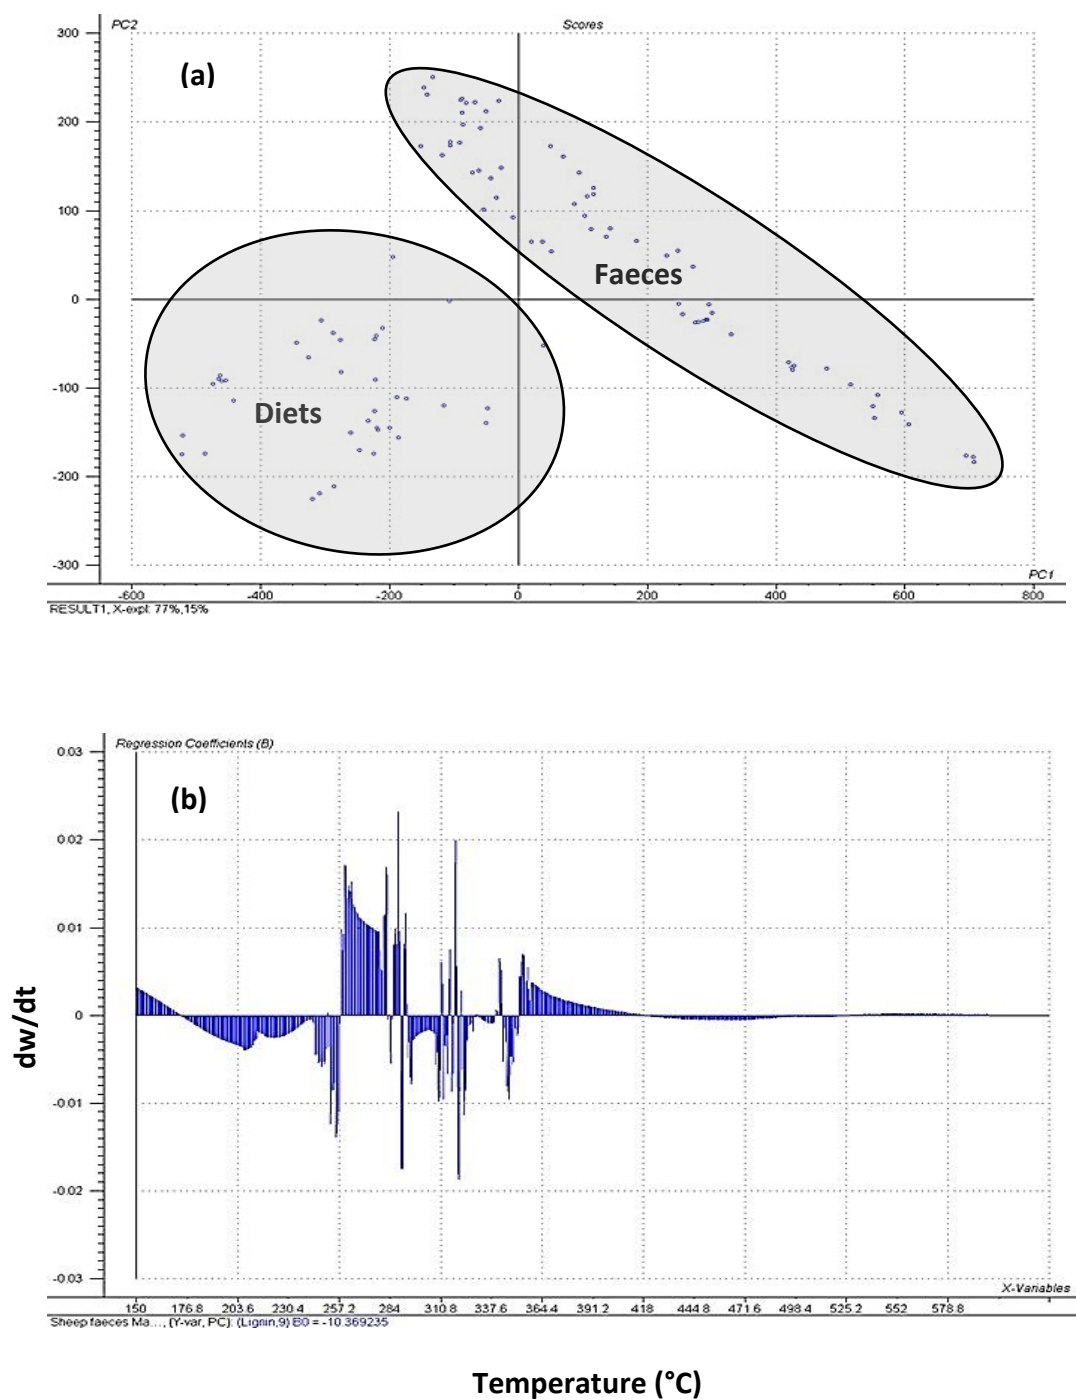 PC2
Scores
300
(a)
200
100
Faeces
0
-100
Diets
-200
-300
PC1
-600 -400 -200 0 200 400 600 800
RESULT1, X-expl: 77%,15%
Regression Coefficients (B)
0.03
(b)
0.02
0.01
0
dw/dt
-0.01
-0.02
-0.03
X-Variables
150 176.8 203.6 230.4 257.2 284 310.8 337.6 364.4 391.2 418 444.8 471.6 498.4 525.2 552 578.8
Sheep faeces Ma..., (Y-var, PC): (Lignin,9) B0 = -10.369235
Temperature (°C)